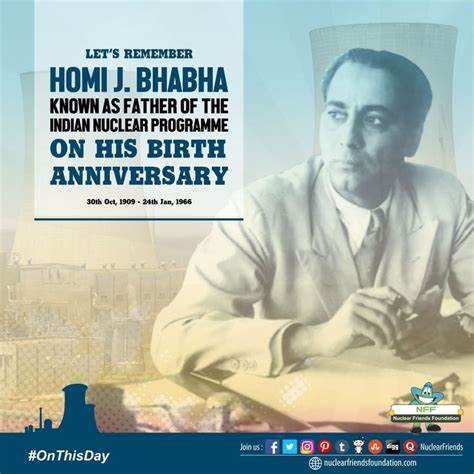 LET'S REMEMBER
HOMI J. BHABHA
KNOWN AS FATHER OF THE
INDIAN NUCLEAR PROGRAMME
ON HIS BIRTH
ANNIVERSARY
30th Oct, 1909 - 24th Jan, 1966
NFF
Nuclear Friends Foundation
#OnThisDay
Join us :
digg
NuclearFriends
nuclearfriendsfoundation.com